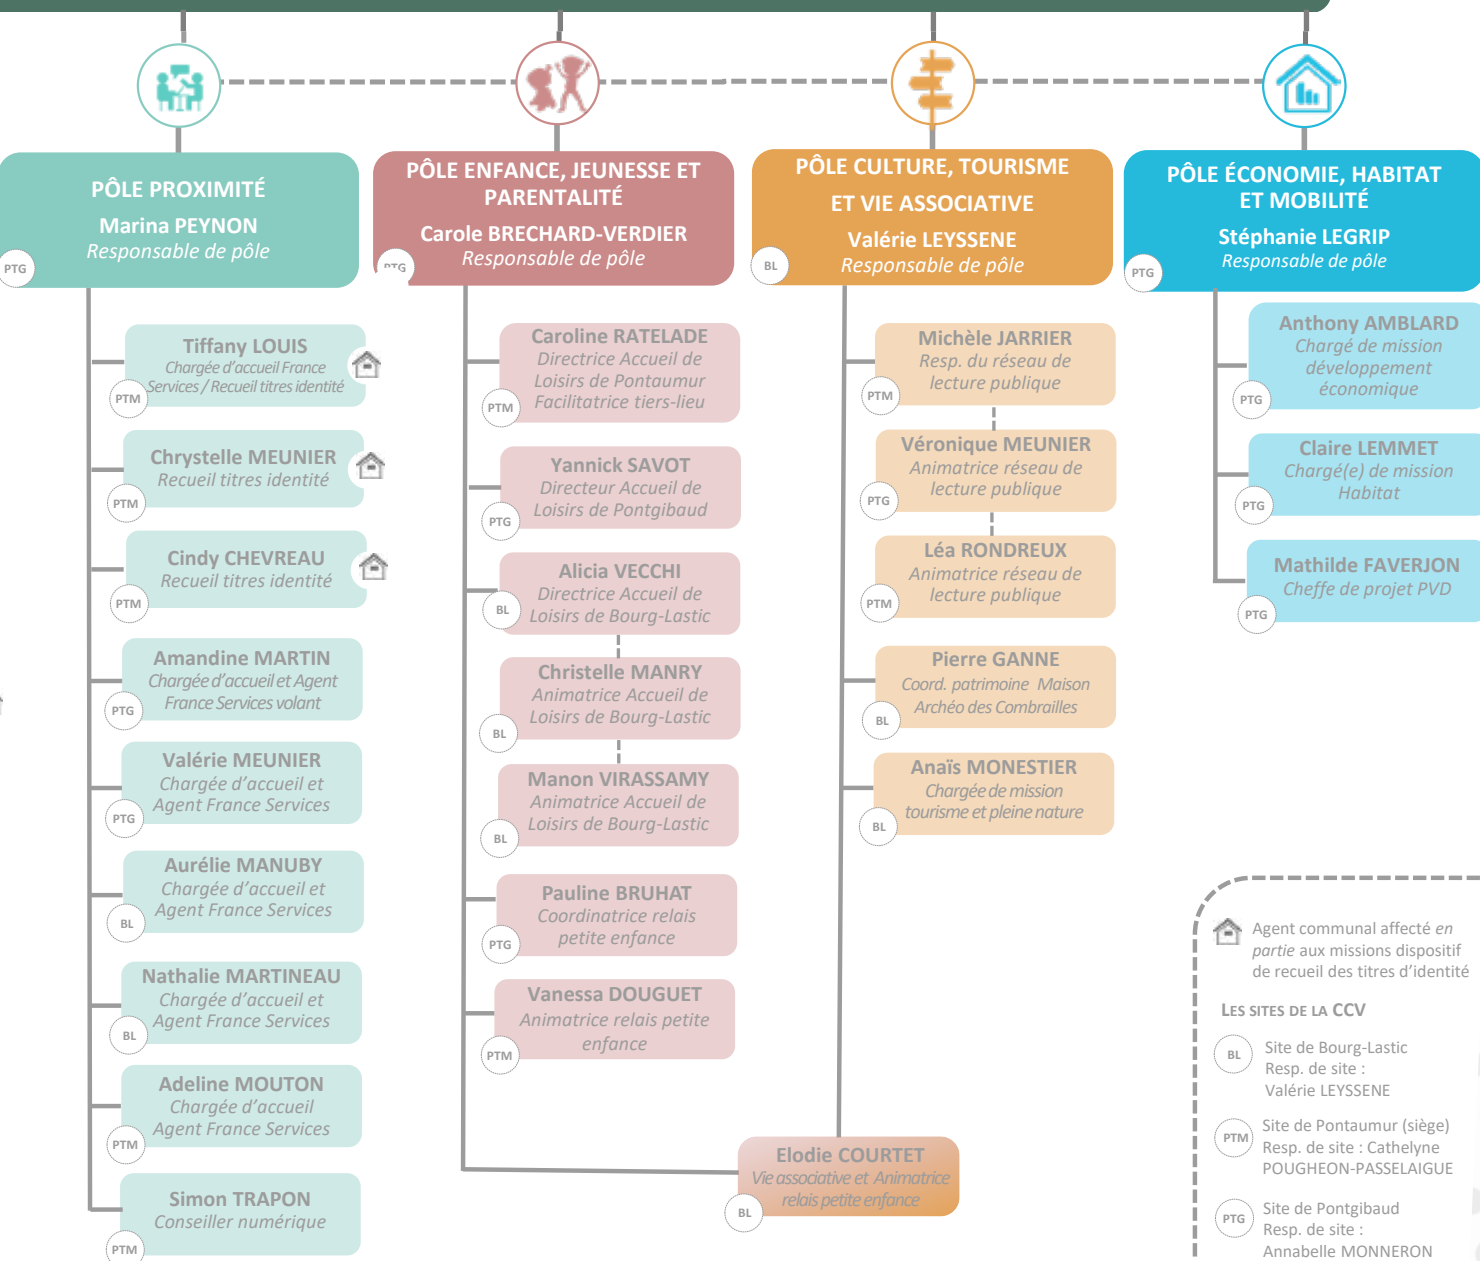 PÔLE PROXIMITÉ
Marina PEYNON
Responsable de pôle
PTG
Tiffany LOUIS
Chargée d'accueil France
Services / Recueil titres identité
PTM
Chrystelle MEUNIER
Recueil titres identité
PTM
Cindy CHEVREAU
Recueil titres identité
PTM
Amandine MARTIN
Chargée d'accueil et Agent
France Services volant
PTG
Valérie MEUNIER
Chargée d'accueil et
Agent France Services
PTG
Aurélie MANUBY
Chargée d'accueil et
Agent France Services
BL
Nathalie MARTINEAU
Chargée d'accueil et
Agent France Services
BL
Adeline MOUTON
Chargée d'accueil
Agent France Services
PTM
Simon TRAPON
Conseiller numérique
PTM
PÔLE ENFANCE, JEUNESSE ET
PARENTALITÉ
Carole BRECHARD-VERDIER
Responsable de pôle
PTG
Caroline RATELADE
Directrice Accueil de
Loisirs de Pontaumur
Facilitatrice tiers-lieu
PTM
Yannick SAVOT
Directeur Accueil de
Loisirs de Pontgibaud
PTG
Alicia VECCHI
Directrice Accueil de
Loisirs de Bourg-Lastic
BL
Christelle MANRY
Animatrice Accueil de
Loisirs de Bourg-Lastic
BL
Manon VIRASSAMY
Animatrice Accueil de
Loisirs de Bourg-Lastic
BL
Pauline BRUHAT
Coordinatrice relais
petite enfance
PTG
Vanessa DOUGUET
Animatrice relais petite
enfance
PTM
PÔLE CULTURE, TOURISME
ET VIE ASSOCIATIVE
Valérie LEYSSENE
Responsable de pôle
BL
Michèle JARRIER
Resp. du réseau de
lecture publique
PTM
Véronique MEUNIER
Animatrice réseau de
lecture publique
PTG
Léa RONDREUX
Animatrice réseau de
lecture publique
PTM
Pierre GANNE
Coord. patrimoine Maison
Archéo des Combrailles
BL
Anaïs MONESTIER
Chargée de mission
tourisme et pleine nature
BL
Elodie COURTET
Vie associative et Animatrice
relais petite enfance
BL
PÔLE ÉCONOMIE, HABITAT
ET MOBILITÉ
Stéphanie LEGRIP
Responsable de pôle
PTG
Anthony AMBLARD
Chargé de mission
développement
économique
PTG
Claire LEMMET
Chargé(e) de mission
Habitat
PTG
Mathilde FAVERJON
Cheffe de projet PVD
PTG
Agent communal affecté en
partie aux missions dispositif
de recueil des titres d'identité
LES SITES DE LA CCV
BL
Site de Bourg-Lastic
Resp. de site :
Valérie LEYSSENE
PTM
Site de Pontaumur (siège)
Resp. de site : Cathelyne
POUGHEON-PASSELAIGUE
PTG
Site de Pontgibaud
Resp. de site :
Annabelle MONNERON